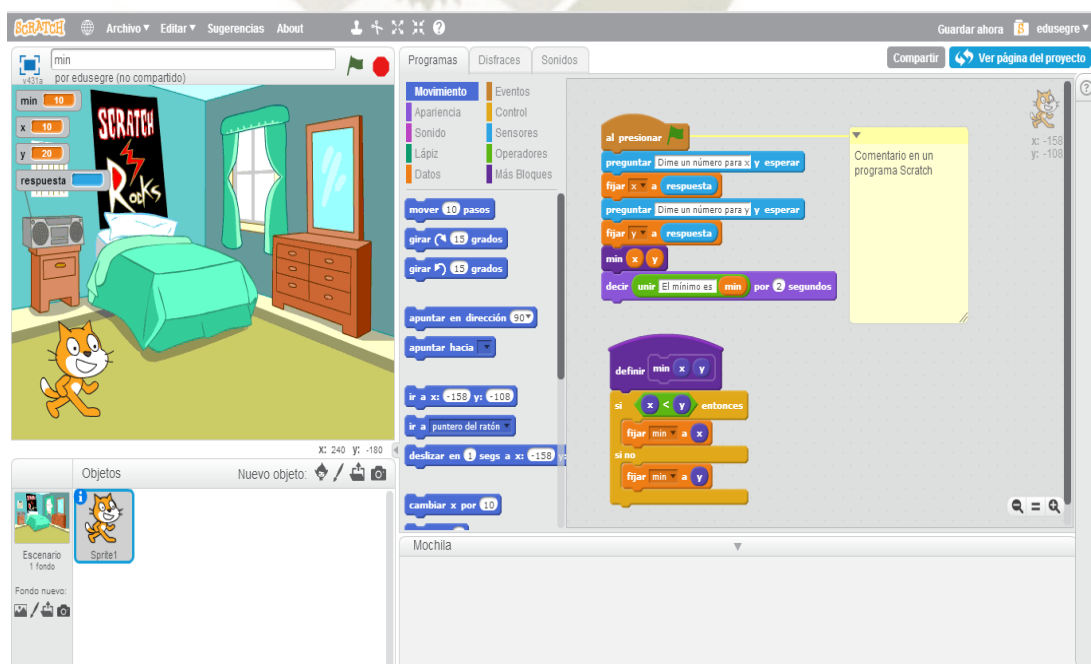 SCRATCH Archivo▼ Editar▼ Sugerencias About Guardar ahora edusegre▼
min
por edusegre (no compartido)
v431a
Programas Disfraces Sonidos
Compartir Ver página del proyecto
min 10
x 10
y 20
respuesta
SCRATCH
Rocks
Movimiento Eventos
Apariencia Control
Sonido Sensores
Lápiz Operadores
Datos Más Bloques
mover 10 pasos
girar 15 grados
girar 15 grados
apuntar en dirección 90▼
apuntar hacia
ir a x: -158 y: -108
ir a puntero del ratón
deslizar en 1 segs a x: -158 y:
cambiar x por 10
al presionar
preguntar Dime un número para x y esperar
fijar x a respuesta
preguntar Dime un número para y y esperar
fijar y a respuesta
min x y
decir unir El mínimo es min por 2 segundos
Comentario en un
programa Scratch
x: -158
y: -108
definir min x y
si x < y entonces
fijar min a x
si no
fijar min a y
x: 240 y: -180
Objetos Nuevo objeto:
Escenario
1 fondo
Sprite1
Fondo nuevo:
Mochila